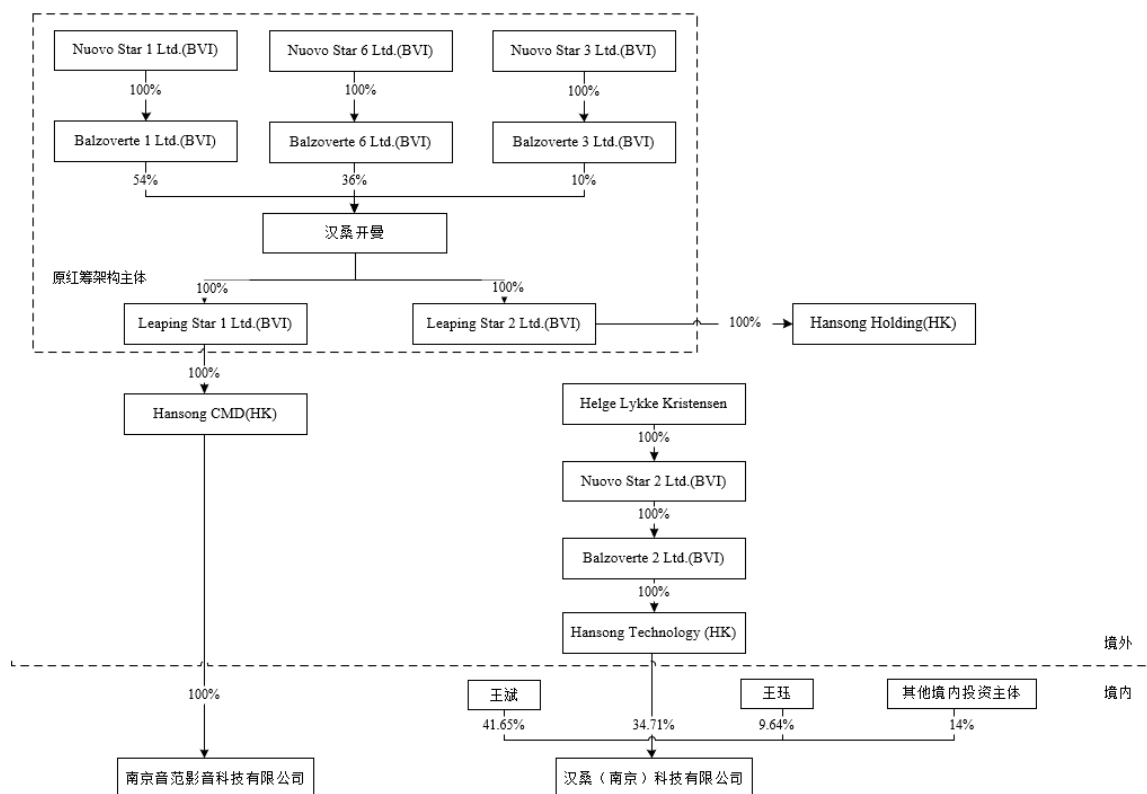 Nuovo Star 1 Ltd.(BVI)
Nuovo Star 6 Ltd.(BVI)
Nuovo Star 3 Ltd.(BVI)
100%
100%
100%
Balzoverte 1 Ltd.(BVI)
Balzoverte 6 Ltd.(BVI)
Balzoverte 3 Ltd.(BVI)
54%
36%
10%
汉桑开曼
原红筹架构主体
100%
100%
Leaping Star 1 Ltd.(BVI)
Leaping Star 2 Ltd.(BVI)
100%
Hansong Holding(HK)
100%
Hansong CMD(HK)
Helge Lykke Kristensen
100%
Nuovo Star 2 Ltd.(BVI)
100%
Balzoverte 2 Ltd.(BVI)
100%
Hansong Technology (HK)
境外
100%
王斌
王珏
其他境内投资主体
境内
41.65%
34.71%
9.64%
14%
南京音范影音科技有限公司
汉桑（南京）科技有限公司